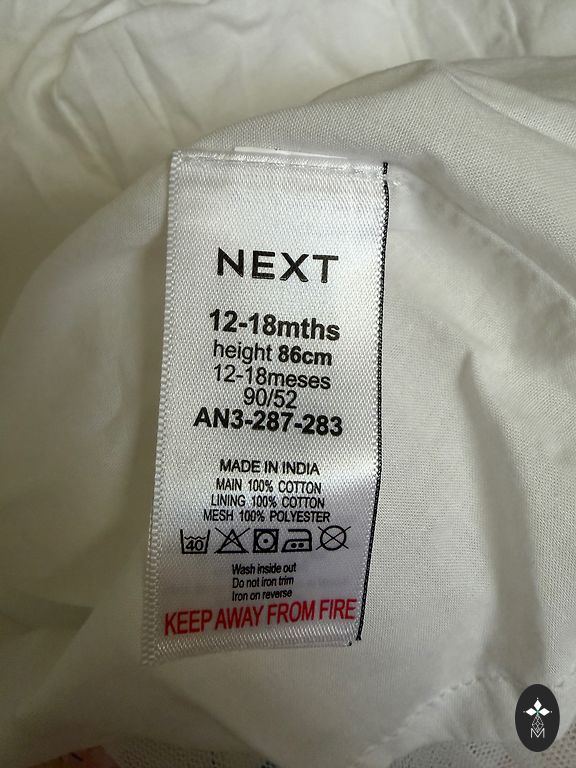 NEXT
12-18mths
height 86cm
12-18meses
90/52
AN3-287-283
MADE IN INDIA
MAIN 100% COTTON
LINING 100% COTTON
MESH 100% POLYESTER
40
Wash inside out
Do not iron trim
Iron on reverse
KEEP AWAY FROM FIRE
M